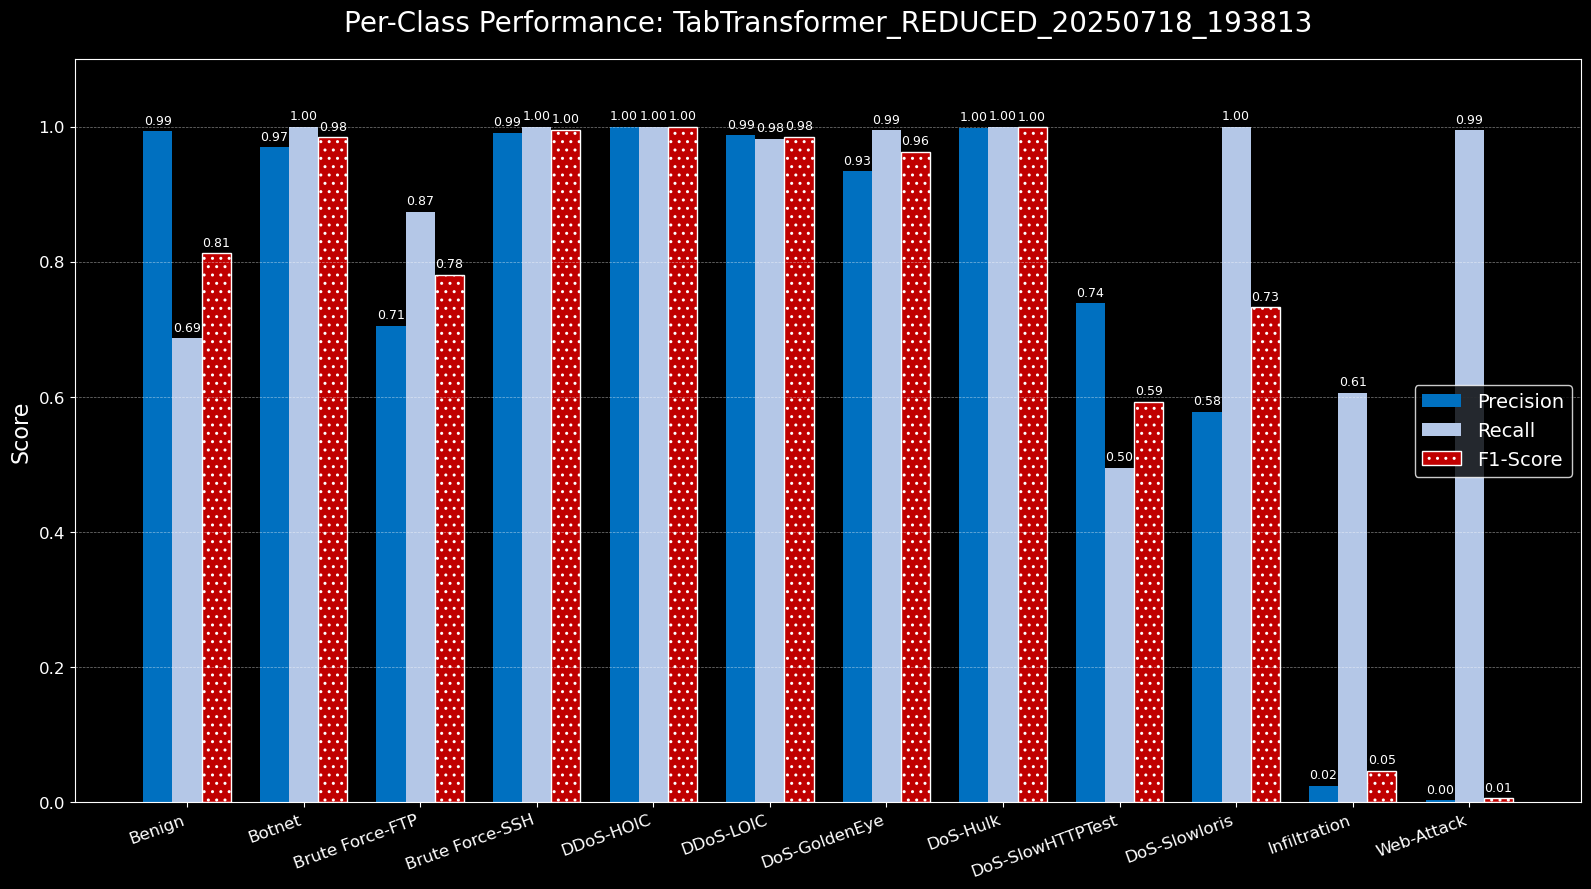 Per-Class Performance: TabTransformer_REDUCED_20250718_193813
Score
1.0
0.8
0.6
0.4
0.2
0.0
0.99
0.69
0.81
0.97
1.00
0.98
0.71
0.87
0.78
0.99
1.00
1.00
1.00
1.00
1.00
0.99
0.98
0.98
0.93
0.99
0.96
1.00
1.00
1.00
0.74
0.50
0.59
0.58
1.00
0.73
0.02
0.61
0.05
0.00
0.99
0.01
Precision
Recall
F1-Score
Benign
Botnet
Brute Force-FTP
Brute Force-SSH
DDoS-HOIC
DDoS-LOIC
DoS-GoldenEye
DoS-Hulk
DoS-SlowHTTPTest
DoS-Slowloris
Infiltration
Web-Attack